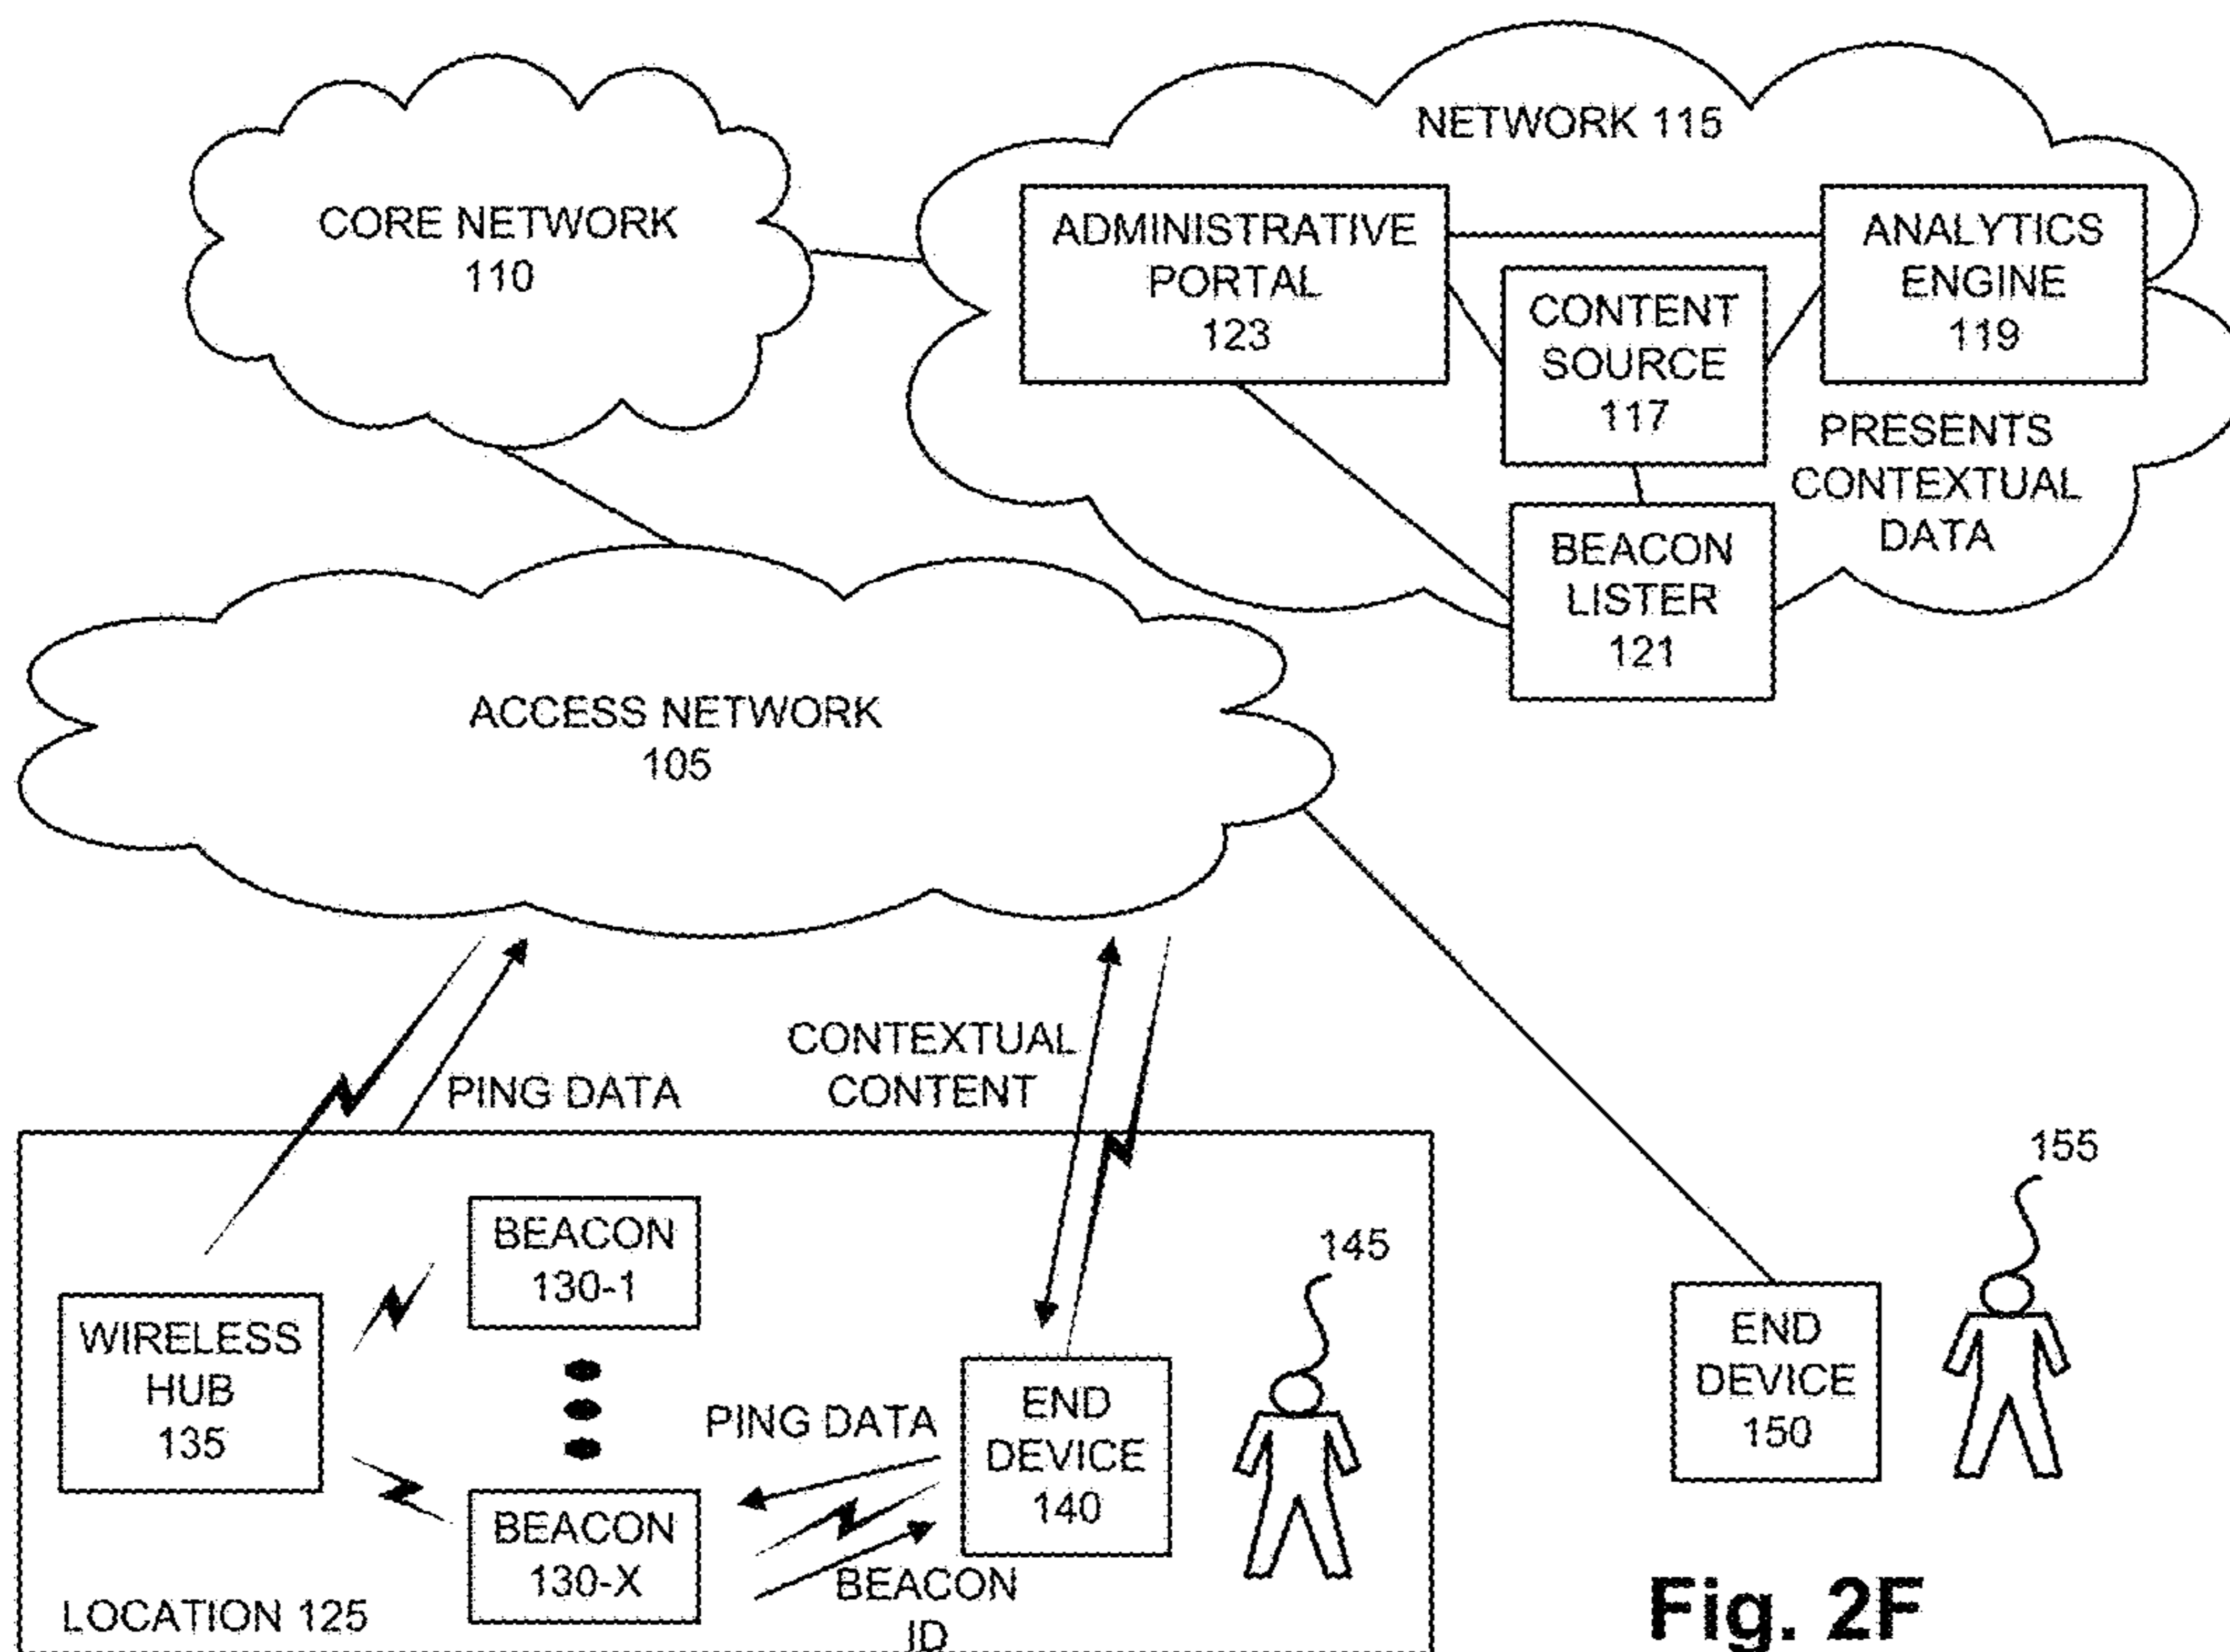 NETWORK 115
CORE NETWORK
110
ADMINISTRATIVE
PORTAL
123
CONTENT
SOURCE
117
ANALYTICS
ENGINE
119
PRESENTS
CONTEXTUAL
DATA
BEACON
LISTER
121
ACCESS NETWORK
105
PING DATA
CONTEXTUAL
CONTENT
WIRELESS
HUB
135
BEACON
130-1
BEACON
130-X
PING DATA
BEACON
ID
END
DEVICE
140
145
LOCATION 125
END
DEVICE
150
155
Fig. 2F